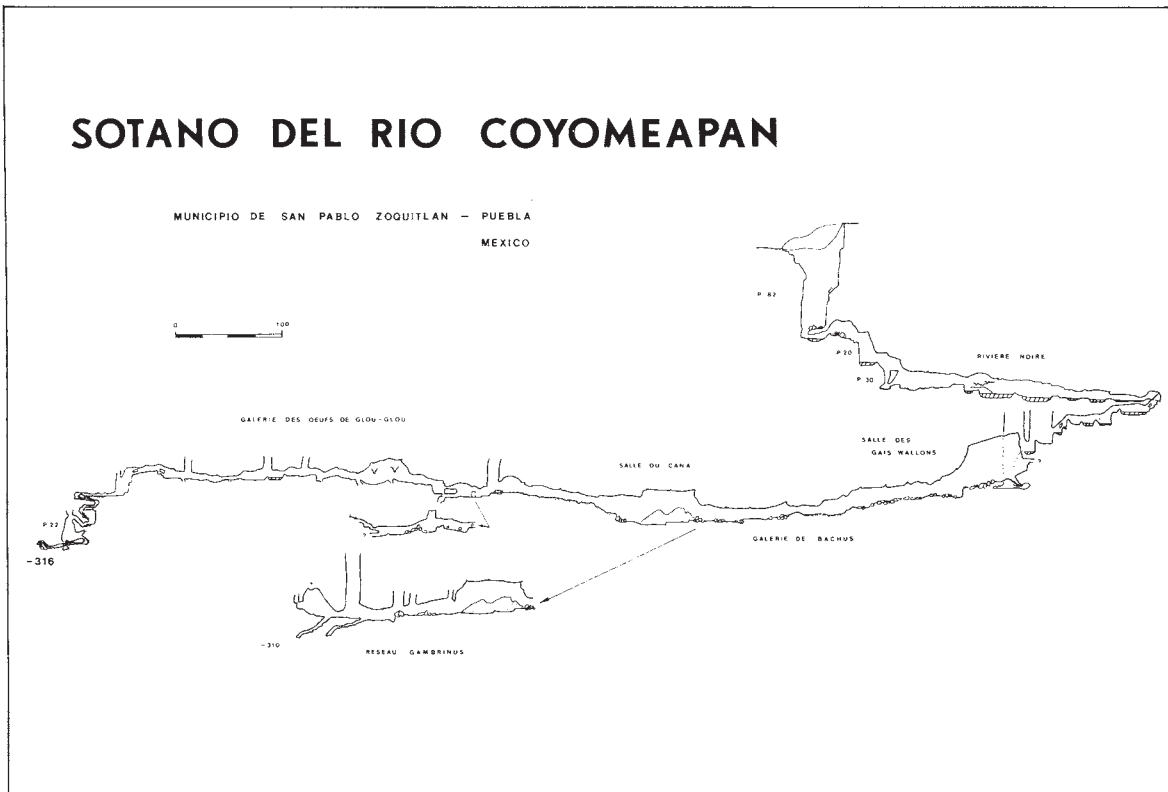 SOTANO DEL RIO COYOMEAPAN
MUNICIPIO DE SAN PABLO ZOQUITLAN – PUEBLA
MEXICO
P 82
0 100
P 20
RIVIERE NOIRE
P 30
GALERIE DES OEUFS DE GLOU-GLOU
SALLE DES
GAIS WALLONS
SALLE DU CANA
?
P 22
GALERIE DE BACHUS
-316
-310
RESEAU GAMBRINUS